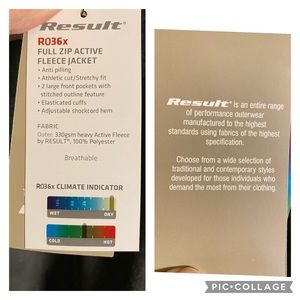 Result
R036x
FULL ZIP ACTIVE
FLEECE JACKET
• Anti pilling
• Athletic cut/Stretchy fit
• 2 large front pockets with
stitched outline feature
• Elasticated cuffs
• Adjustable shockcord hem
FABRIC
Outer: 330gsm heavy Active Fleece
by RESULT®, 100% Polyester
Breathable
R036x CLIMATE INDICATOR
WET
DRY
COLD
HOT
Result® is an entire range
of performance outerwear
manufactured to the highest
standards using fabrics of the highest
specification.
Choose from a wide selection of
traditional and contemporary styles
developed for those individuals who
demand the most from their clothing.
PIC•COLLAGE